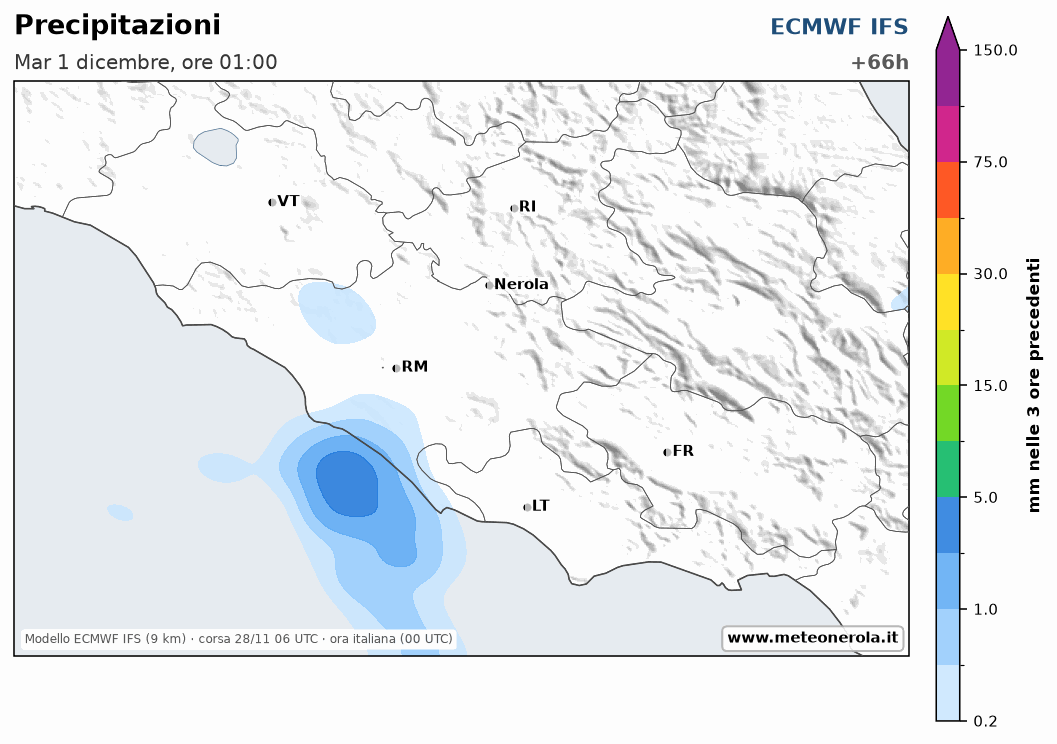 Precipitazioni
ECMWF IFS
Mar 1 dicembre, ore 01:00
+66h
150.0
75.0
30.0
15.0
5.0
1.0
0.2
mm nelle 3 ore precedenti
VT
RI
Nerola
RM
FR
LT
Modello ECMWF IFS (9 km) · corsa 28/11 06 UTC · ora italiana (00 UTC)
www.meteonerola.it